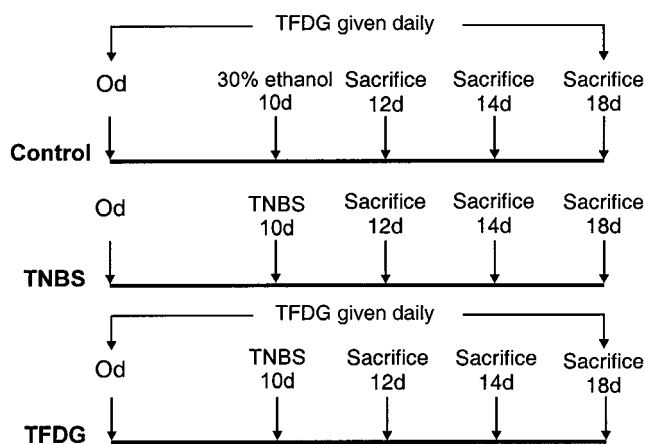 TFDG given daily
Od 30% ethanol Sacrifice Sacrifice Sacrifice
10d 12d 14d 18d
Control
Od TNBS Sacrifice Sacrifice Sacrifice
10d 12d 14d 18d
TNBS
TFDG given daily
Od TNBS Sacrifice Sacrifice Sacrifice
10d 12d 14d 18d
TFDG